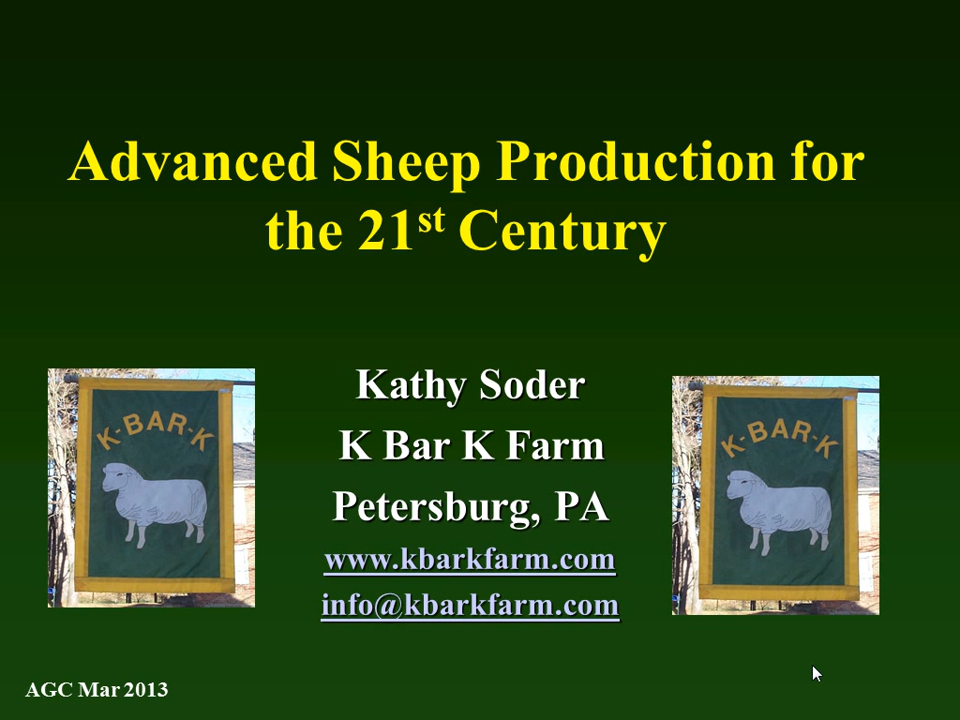 Advanced Sheep Production for
the 21st Century
Kathy Soder
K Bar K Farm
Petersburg, PA
www.kbarkfarm.com
info@kbarkfarm.com
K-BAR-K
K-BAR-K
AGC Mar 2013